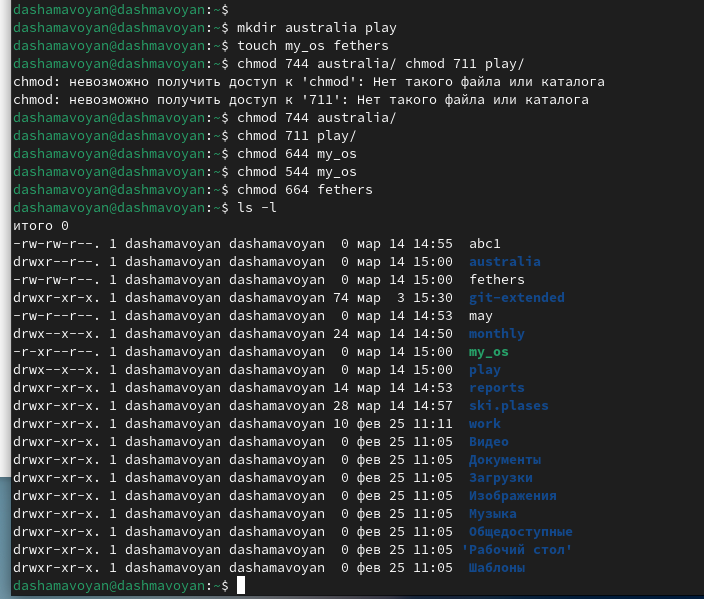 dashamavoyan@dashmavoyan:~$
dashamavoyan@dashmavoyan:~$ mkdir australia play
dashamavoyan@dashmavoyan:~$ touch my_os fethers
dashamavoyan@dashmavoyan:~$ chmod 744 australia/ chmod 711 play/
chmod: невозможно получить доступ к 'chmod': Нет такого файла или каталога
chmod: невозможно получить доступ к '711': Нет такого файла или каталога
dashamavoyan@dashmavoyan:~$ chmod 744 australia/
dashamavoyan@dashmavoyan:~$ chmod 711 play/
dashamavoyan@dashmavoyan:~$ chmod 644 my_os
dashamavoyan@dashmavoyan:~$ chmod 544 my_os
dashamavoyan@dashmavoyan:~$ chmod 664 fethers
dashamavoyan@dashmavoyan:~$ ls -l
итого 0
-rw-rw-r--. 1 dashamavoyan dashamavoyan  0 мар 14 14:55  abc1
drwxr--r--. 1 dashamavoyan dashamavoyan  0 мар 14 15:00  australia
-rw-rw-r--. 1 dashamavoyan dashamavoyan  0 мар 14 15:00  fethers
drwxr-xr-x. 1 dashamavoyan dashamavoyan 74 мар  3 15:30  git-extended
-rw-r--r--. 1 dashamavoyan dashamavoyan  0 мар 14 14:53  may
drwx--x--x. 1 dashamavoyan dashamavoyan 24 мар 14 14:50  monthly
-r-xr--r--. 1 dashamavoyan dashamavoyan  0 мар 14 15:00  my_os
drwx--x--x. 1 dashamavoyan dashamavoyan  0 мар 14 15:00  play
drwxr-xr-x. 1 dashamavoyan dashamavoyan 14 мар 14 14:53  reports
drwxr-xr-x. 1 dashamavoyan dashamavoyan 28 мар 14 14:57  ski.plases
drwxr-xr-x. 1 dashamavoyan dashamavoyan 10 фев 25 11:11  work
drwxr-xr-x. 1 dashamavoyan dashamavoyan  0 фев 25 11:05  Видео
drwxr-xr-x. 1 dashamavoyan dashamavoyan  0 фев 25 11:05  Документы
drwxr-xr-x. 1 dashamavoyan dashamavoyan  0 фев 25 11:05  Загрузки
drwxr-xr-x. 1 dashamavoyan dashamavoyan  0 фев 25 11:05  Изображения
drwxr-xr-x. 1 dashamavoyan dashamavoyan  0 фев 25 11:05  Музыка
drwxr-xr-x. 1 dashamavoyan dashamavoyan  0 фев 25 11:05  Общедоступные
drwxr-xr-x. 1 dashamavoyan dashamavoyan  0 фев 25 11:05 'Рабочий стол'
drwxr-xr-x. 1 dashamavoyan dashamavoyan  0 фев 25 11:05  Шаблоны
dashamavoyan@dashmavoyan:~$